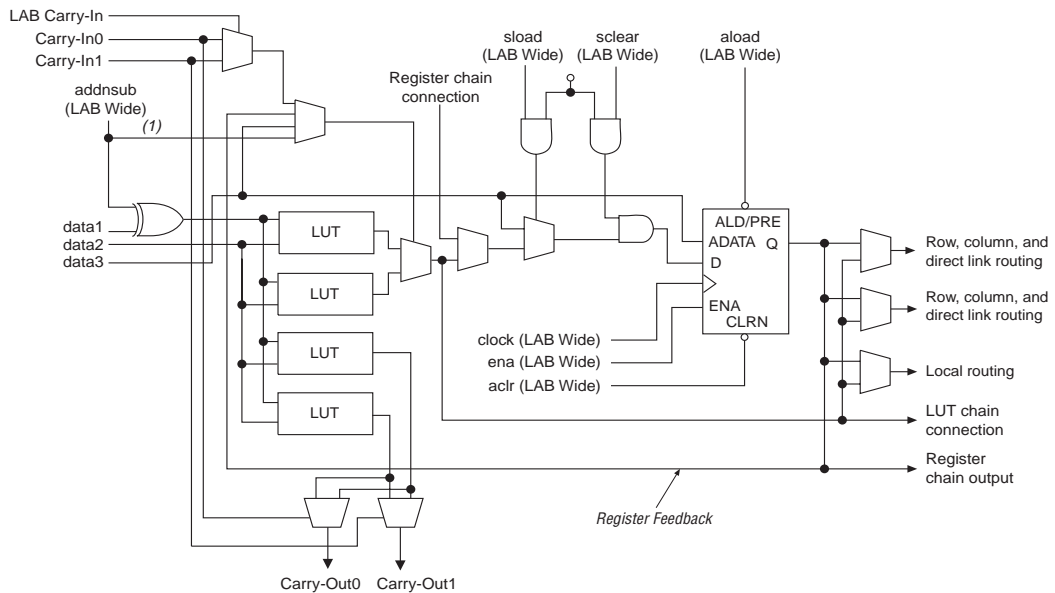 LAB Carry-In
Carry-In0
Carry-In1
addnsub
(LAB Wide)
(1)
data1
data2
data3
Register chain
connection
sload
(LAB Wide)
sclear
(LAB Wide)
aload
(LAB Wide)
LUT
LUT
LUT
LUT
ALD/PRE
ADATA
Q
D
ENA
CLRN
clock (LAB Wide)
ena (LAB Wide)
aclr (LAB Wide)
Row, column, and
direct link routing
Row, column, and
direct link routing
Local routing
LUT chain
connection
Register
chain output
Register Feedback
Carry-Out0
Carry-Out1